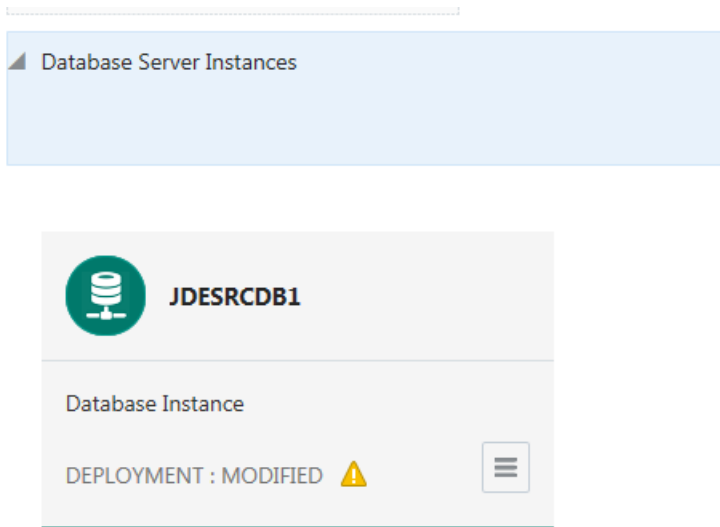 Database Server Instances
JDESRCDB1
Database Instance
DEPLOYMENT : MODIFIED